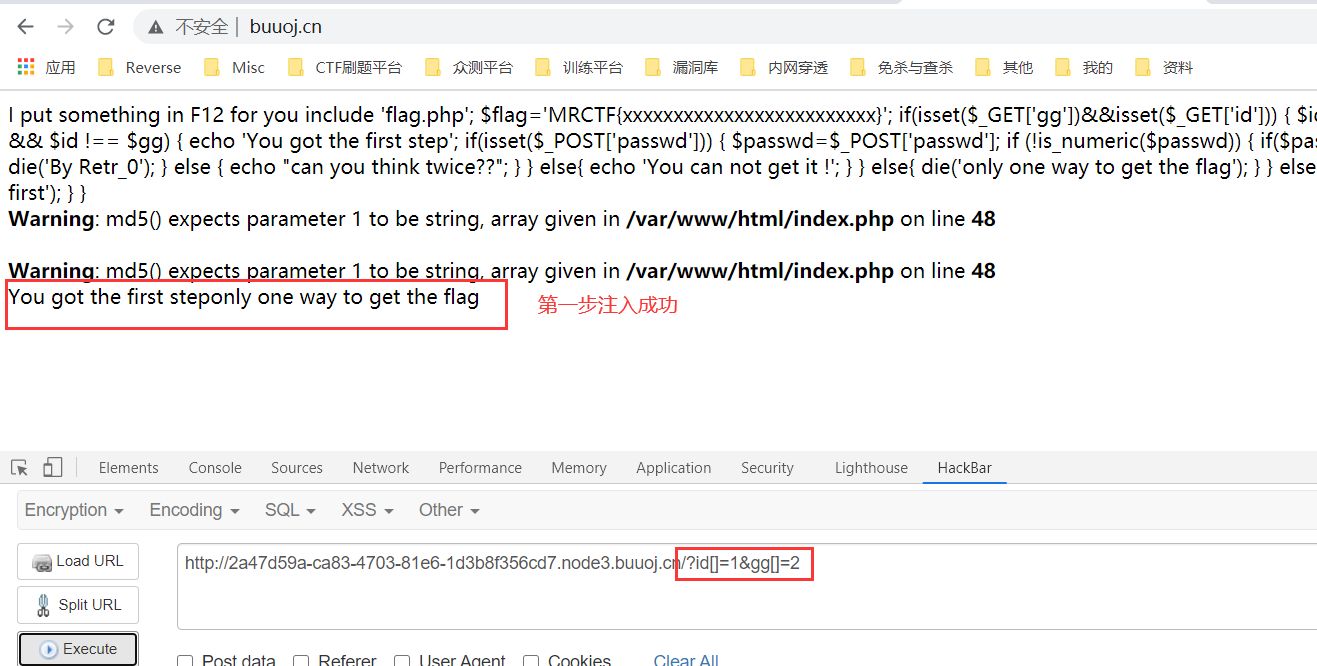 不安全 | buuoj.cn
应用 Reverse Misc CTF刷题平台 众测平台 训练平台 漏洞库 内网穿透 免杀与查杀 其他 我的 资料
I put something in F12 for you include 'flag.php'; $flag='MRCTF{xxxxxxxxxxxxxxxxxxxxxxxxx}'; if(isset($_GET['gg'])&&isset($_GET['id'])) { $i
&& $id !== $gg) { echo 'You got the first step'; if(isset($_POST['passwd'])) { $passwd=$_POST['passwd']; if (!is_numeric($passwd)) { if($pas
die('By Retr_0'); } else { echo "can you think twice??"; } } else{ echo 'You can not get it !'; } } else{ die('only one way to get the flag'); } } else
first'); } }
Warning: md5() expects parameter 1 to be string, array given in /var/www/html/index.php on line 48
Warning: md5() expects parameter 1 to be string, array given in /var/www/html/index.php on line 48
You got the first steponly one way to get the flag 第一步注入成功
Elements Console Sources Network Performance Memory Application Security Lighthouse HackBar
Encryption Encoding SQL XSS Other
Load URL http://2a47d59a-ca83-4703-81e6-1d3b8f356cd7.node3.buuoj.cn/?id[]=1&gg[]=2
Split URL
Execute
Post data Referer User Agent Cookies Clear All